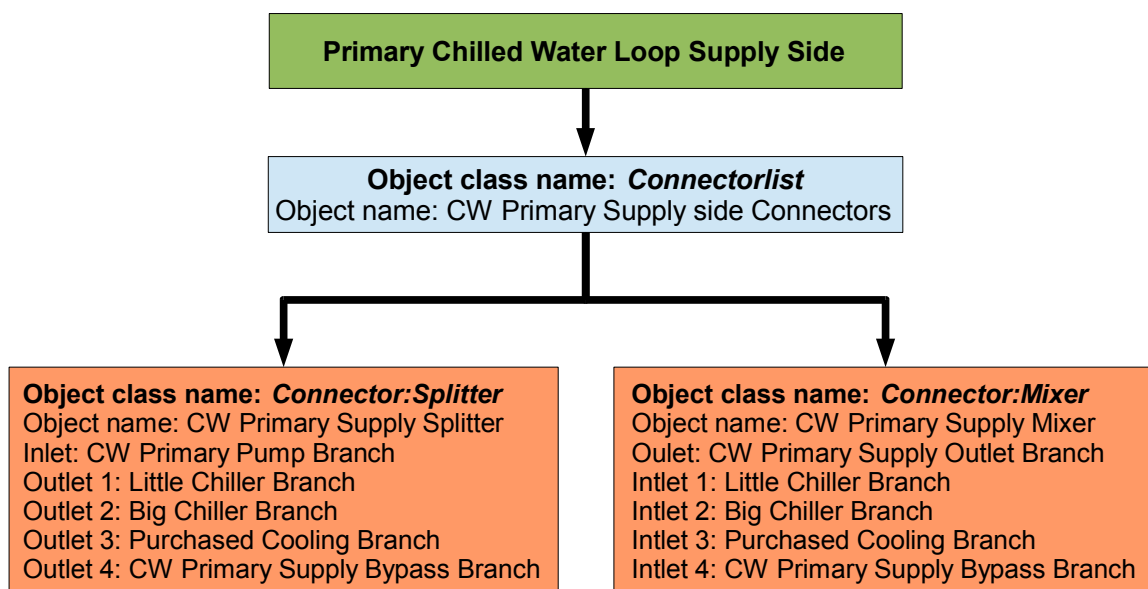 Primary Chilled Water Loop Supply Side
Object class name: Connectorlist
Object name: CW Primary Supply side Connectors
Object class name: Connector:Splitter
Object name: CW Primary Supply Splitter
Inlet: CW Primary Pump Branch
Outlet 1: Little Chiller Branch
Outlet 2: Big Chiller Branch
Outlet 3: Purchased Cooling Branch
Outlet 4: CW Primary Supply Bypass Branch
Object class name: Connector:Mixer
Object name: CW Primary Supply Mixer
Oulet: CW Primary Supply Outlet Branch
Intlet 1: Little Chiller Branch
Intlet 2: Big Chiller Branch
Intlet 3: Purchased Cooling Branch
Intlet 4: CW Primary Supply Bypass Branch